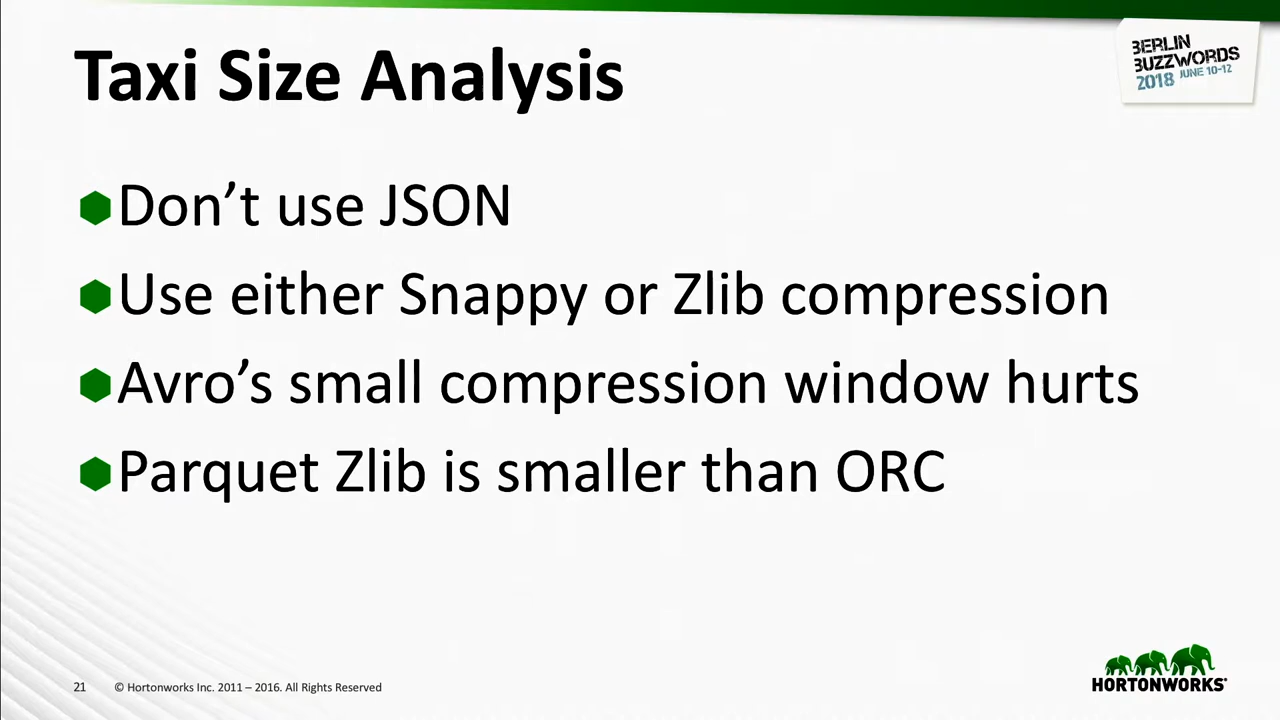 Taxi Size Analysis
BERLIN
BUZZWORDS
2018 JUNE 10-12
Don’t use JSON
Use either Snappy or Zlib compression
Avro’s small compression window hurts
Parquet Zlib is smaller than ORC
21 © Hortonworks Inc. 2011 – 2016. All Rights Reserved
HORTONWORKS